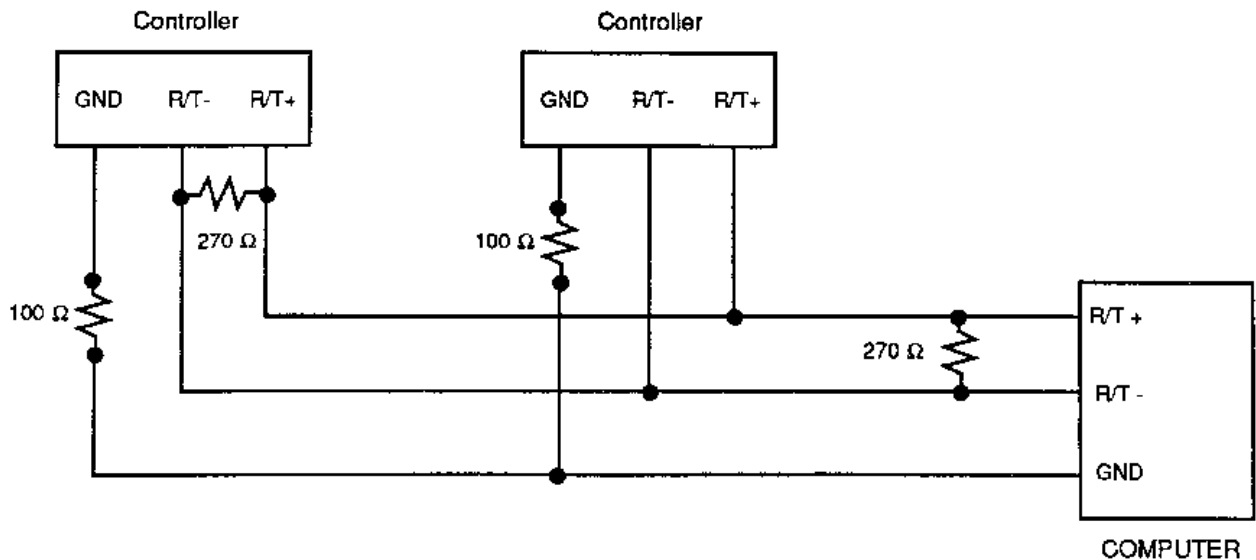 Controller
Controller
GND R/T- R/T+
GND R/T- R/T+
270 Ω
100 Ω
100 Ω
R/T +
270 Ω
R/T -
GND
COMPUTER